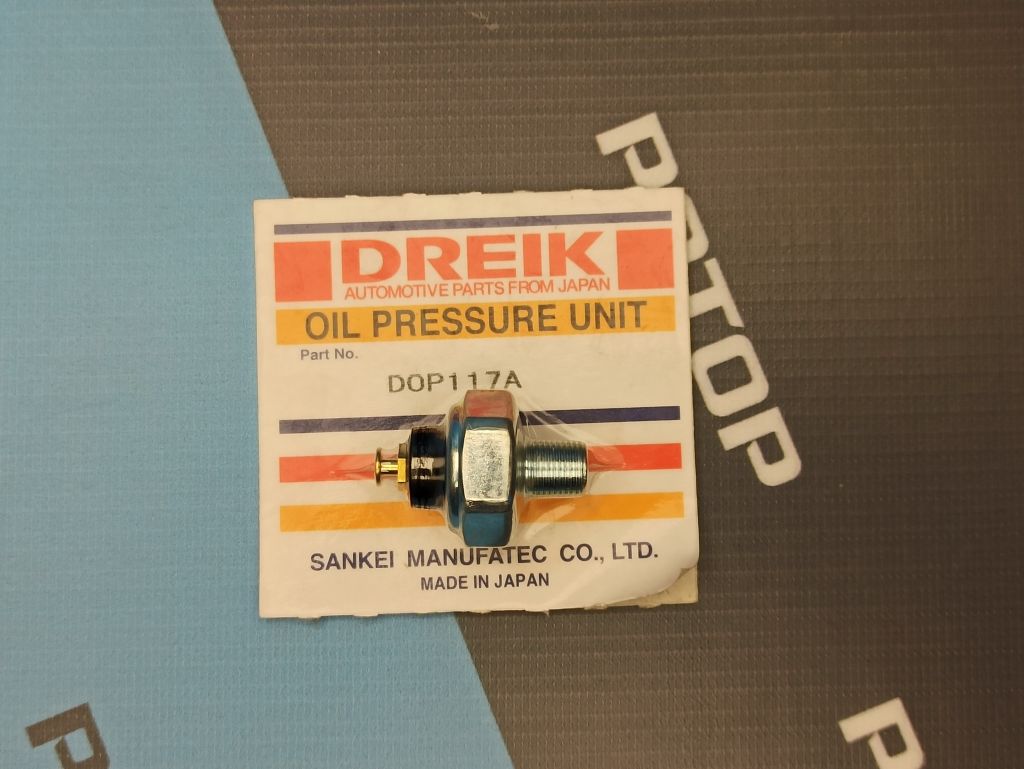 DREIK
AUTOMOTIVE PARTS FROM JAPAN
OIL PRESSURE UNIT
Part No.
DOP117A
SANKEI MANUFATEC CO., LTD.
MADE IN JAPAN